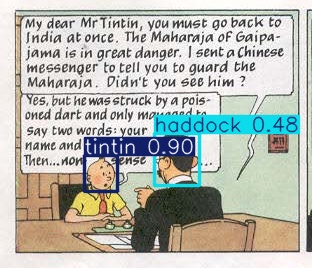 My dear Mr Tintin, you must go back to
India at once. The Maharaja of Gaipa-
jama is in great danger. I sent a Chinese
messenger to tell you to guard the
Maharaja. Didn't you see him?
Yes, but he was struck by a pois-
oned dart and only managed to
say two words: your
name and
Then... non sense ...
haddock 0.48
tintin 0.90